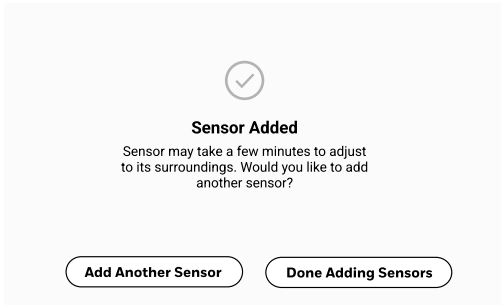 Sensor Added
Sensor may take a few minutes to adjust
to its surroundings. Would you like to add
another sensor?
Add Another Sensor
Done Adding Sensors